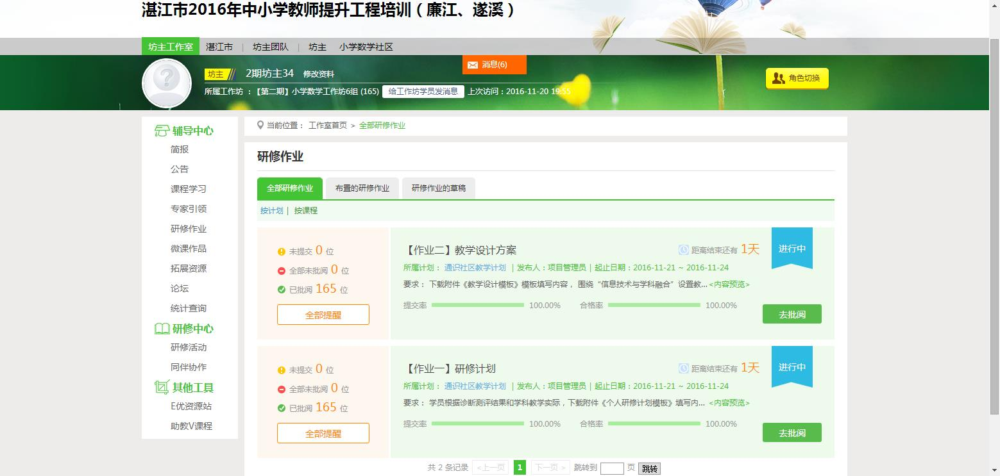 湛江市2016年中小学教师提升工程培训（廉江、遂溪）
坊主工作室 湛江市 | 坊主团队 | 坊主 小学数学社区
消息(6)
坊主 2期坊主34 修改资料
角色切换
所属工作坊 ：【第二期】小学数学工作坊6组 (165) 给工作坊学员发消息 上次访问：2016-11-20 19:55
辅导中心
简报
公告
课程学习
专家引领
研修作业
微课作品
拓展资源
论坛
统计查询
研修中心
研修活动
同伴协作
其他工具
E优资源站
助教V课程
当前位置： 工作室首页 > 全部研修作业
研修作业
全部研修作业 布置的研修作业 研修作业的草稿
按计划 | 按课程
未提交 0 位
全部未批阅 0 位
已批阅 165 位
全部提醒
【作业二】教学设计方案 距离结束还有 1天 进行中
所属计划： 通识社区教学计划 | 发布人：项目管理员 | 起止日期：2016-11-21 ~ 2016-11-24
要求： 下载附件《教学设计模板》模板填写内容， 围绕“信息技术与学科融合”设置教... <内容预览>
提交率 100.00% 合格率 100.00%
去批阅
未提交 0 位
全部未批阅 0 位
已批阅 165 位
全部提醒
【作业一】研修计划 距离结束还有 1天 进行中
所属计划： 通识社区教学计划 | 发布人：项目管理员 | 起止日期：2016-11-21 ~ 2016-11-24
要求： 学员根据诊断测评结果和学科教学实际，下载附件《个人研修计划模板》填写内... <内容预览>
提交率 100.00% 合格率 100.00%
去批阅
共 2 条记录 <上一页 1 下一页 > 跳转到 页 跳转